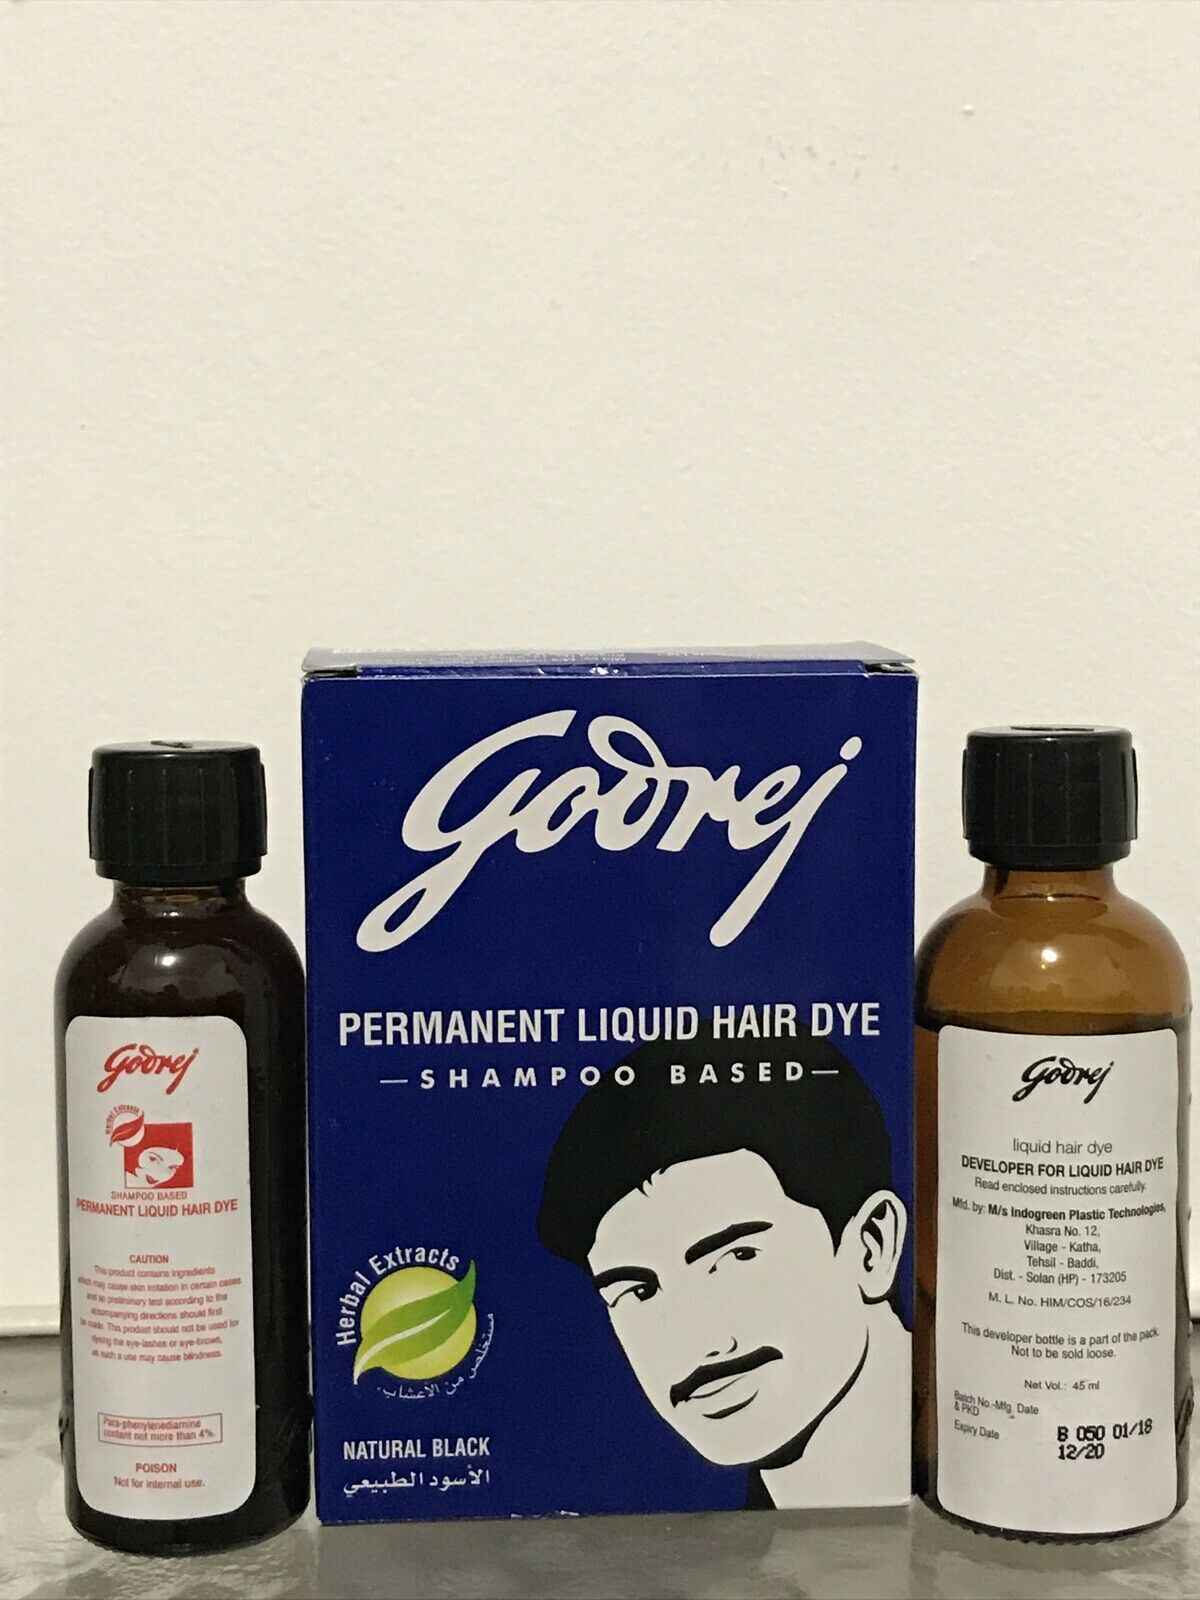 Godrej
PERMANENT LIQUID HAIR DYE
— SHAMPOO BASED —
Herbal Extracts
مستخلص من الأعشاب
NATURAL BLACK
الأسود الطبيعي
Godrej
Herbal Extracts
SHAMPOO BASED
PERMANENT LIQUID HAIR DYE
CAUTION
This product contains ingredients
which may cause skin irritation in certain cases
and so preliminary test according to the
accompanying directions should first
be made. This product should not be used for
dyeing the eye-lashes or eye-brows,
as such a use may cause blindness.
Para-phenylenediamine
content not more than 4%.
POISON
Not for internal use.
Godrej
liquid hair dye
DEVELOPER FOR LIQUID HAIR DYE
Read enclosed instructions carefully.
Mfd. by: M/s Indogreen Plastic Technologies,
Khasra No. 12,
Village - Katha,
Tehsil - Baddi,
Dist. - Solan (HP) - 173205
M. L. No. HIM/COS/16/234
This developer bottle is a part of the pack.
Not to be sold loose.
Net Vol.: 45 ml
Batch No.-Mfg. Date
& PKD
B 050 01/18
Expiry Date
12/20